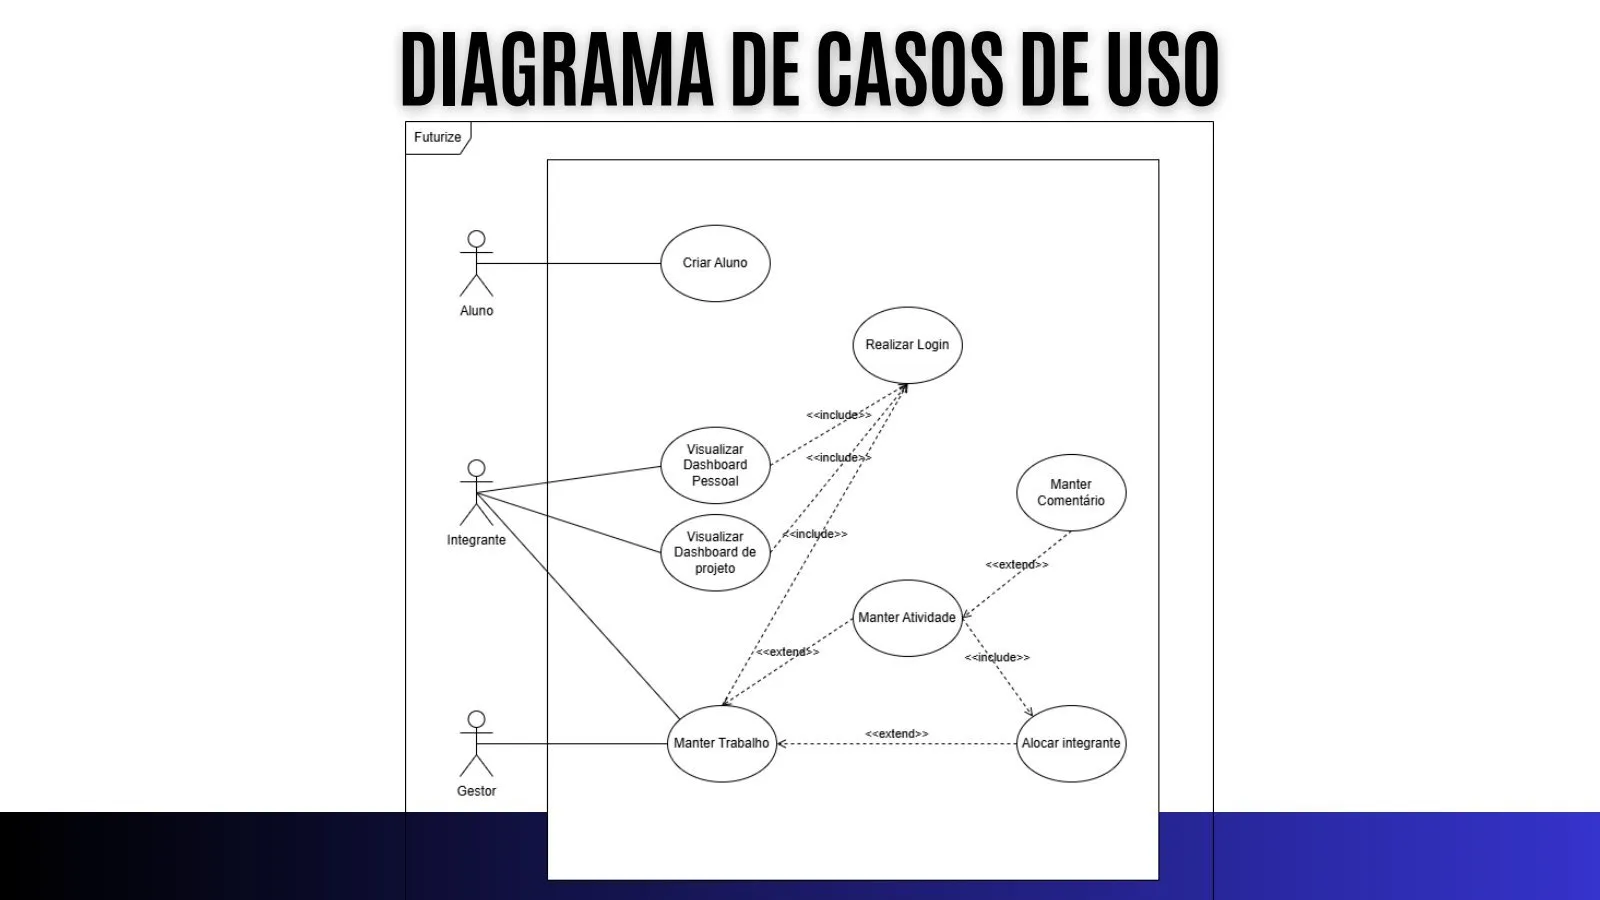 DIAGRAMA DE CASOS DE USO
Futurize
Criar Aluno
Aluno
Realizar Login
<<include>>
Visualizar
Dashboard
Pessoal
<<include>>
Manter
Comentário
Integrante
Visualizar
Dashboard de
projeto
<<include>>
<<extend>>
Manter Atividade
<<extend>>
<<include>>
<<extend>>
Manter Trabalho
Alocar integrante
Gestor